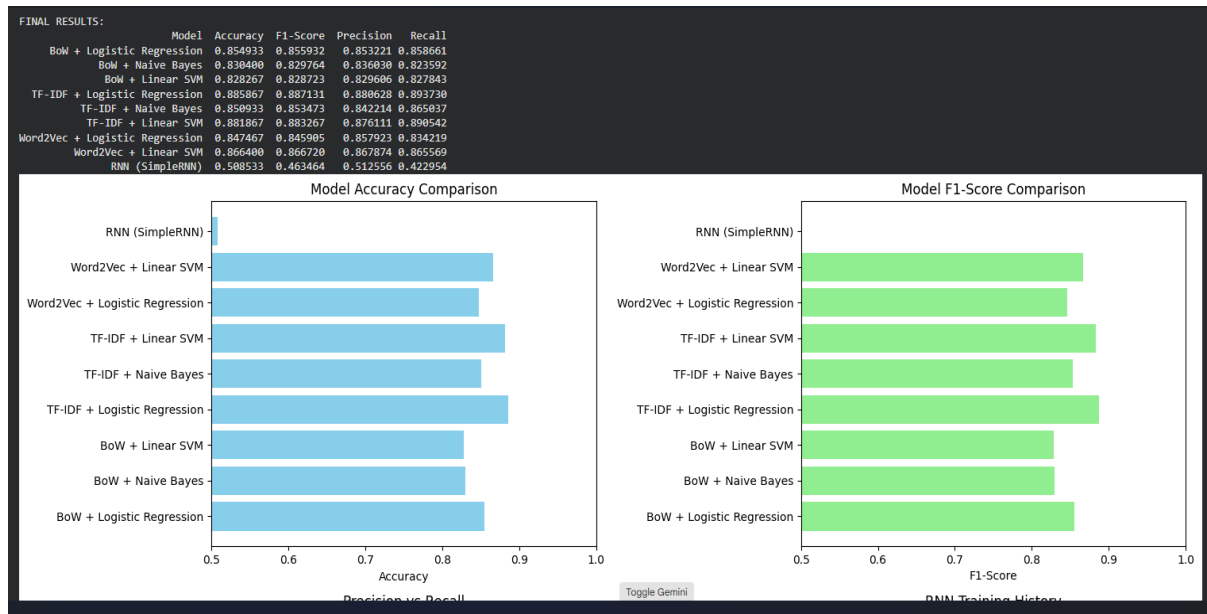 FINAL RESULTS:
Model Accuracy F1-Score Precision Recall
BoW + Logistic Regression 0.854933 0.855932 0.853221 0.858661
BoW + Naive Bayes 0.830400 0.829764 0.836030 0.823592
BoW + Linear SVM 0.828267 0.828723 0.829606 0.827843
TF-IDF + Logistic Regression 0.885867 0.887131 0.880628 0.893730
TF-IDF + Naive Bayes 0.850933 0.853473 0.842214 0.865037
TF-IDF + Linear SVM 0.881867 0.883267 0.876111 0.890542
Word2Vec + Logistic Regression 0.847467 0.845905 0.857923 0.834219
Word2Vec + Linear SVM 0.866400 0.866720 0.867874 0.865569
RNN (SimpleRNN) 0.508533 0.463464 0.512556 0.422954
Model Accuracy Comparison
RNN (SimpleRNN)
Word2Vec + Linear SVM
Word2Vec + Logistic Regression
TF-IDF + Linear SVM
TF-IDF + Naive Bayes
TF-IDF + Logistic Regression
BoW + Linear SVM
BoW + Naive Bayes
BoW + Logistic Regression
0.5 0.6 0.7 0.8 0.9 1.0
Accuracy
Model F1-Score Comparison
RNN (SimpleRNN)
Word2Vec + Linear SVM
Word2Vec + Logistic Regression
TF-IDF + Linear SVM
TF-IDF + Naive Bayes
TF-IDF + Logistic Regression
BoW + Linear SVM
BoW + Naive Bayes
BoW + Logistic Regression
0.5 0.6 0.7 0.8 0.9 1.0
F1-Score
Toggle Gemini
Precision vs Recall
RNN Training History